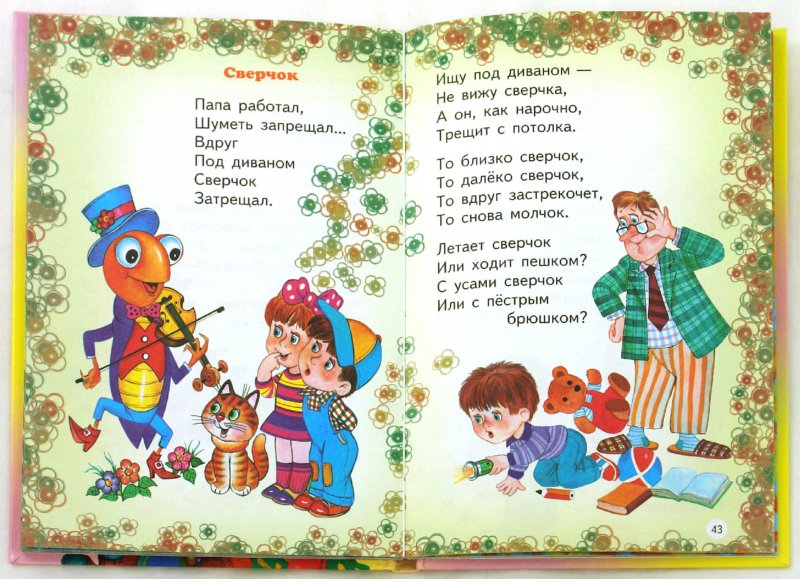 Сверчок
Папа работал,
Шуметь запрещал...
Вдруг
Под диваном
Сверчок
Затрещал.
Ищу под диваном —
Не вижу сверчка,
А он, как нарочно,
Трещит с потолка.
То близко сверчок,
То далёко сверчок,
То вдруг застрекочет,
То снова молчок.
Летает сверчок
Или ходит пешком?
С усами сверчок
Или с пёстрым
брюшком?
43